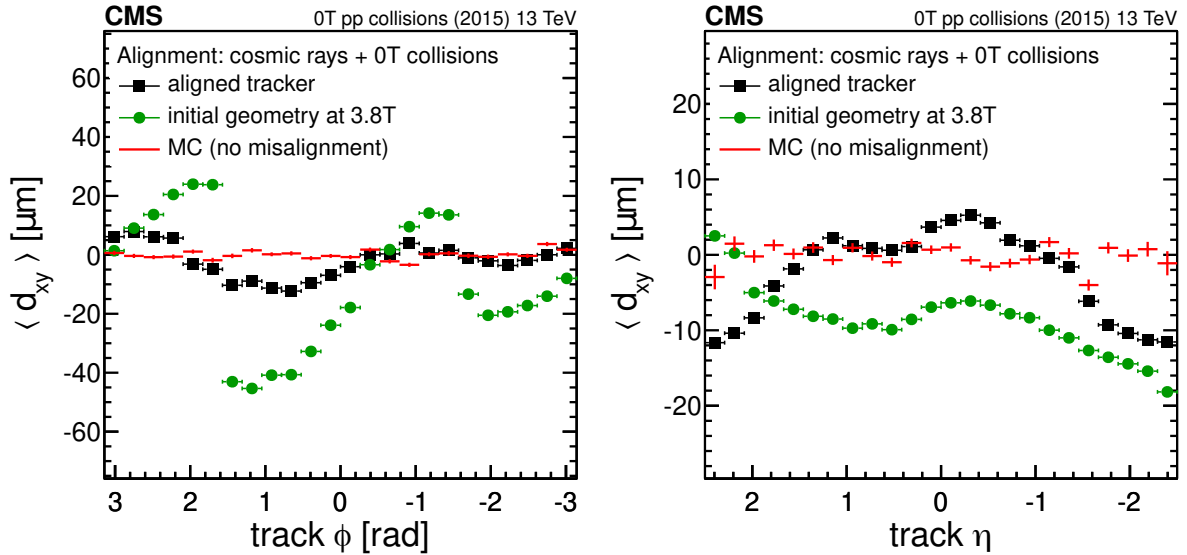 CMS
0T pp collisions (2015) 13 TeV
Alignment: cosmic rays + 0T collisions
aligned tracker
initial geometry at 3.8T
MC (no misalignment)
⟨ d_xy ⟩ [μm]
60
40
20
0
-20
-40
-60
3 2 1 0 -1 -2 -3
track ϕ [rad]
CMS
0T pp collisions (2015) 13 TeV
Alignment: cosmic rays + 0T collisions
aligned tracker
initial geometry at 3.8T
MC (no misalignment)
⟨ d_xy ⟩ [μm]
20
10
0
-10
-20
2 1 0 -1 -2
track η